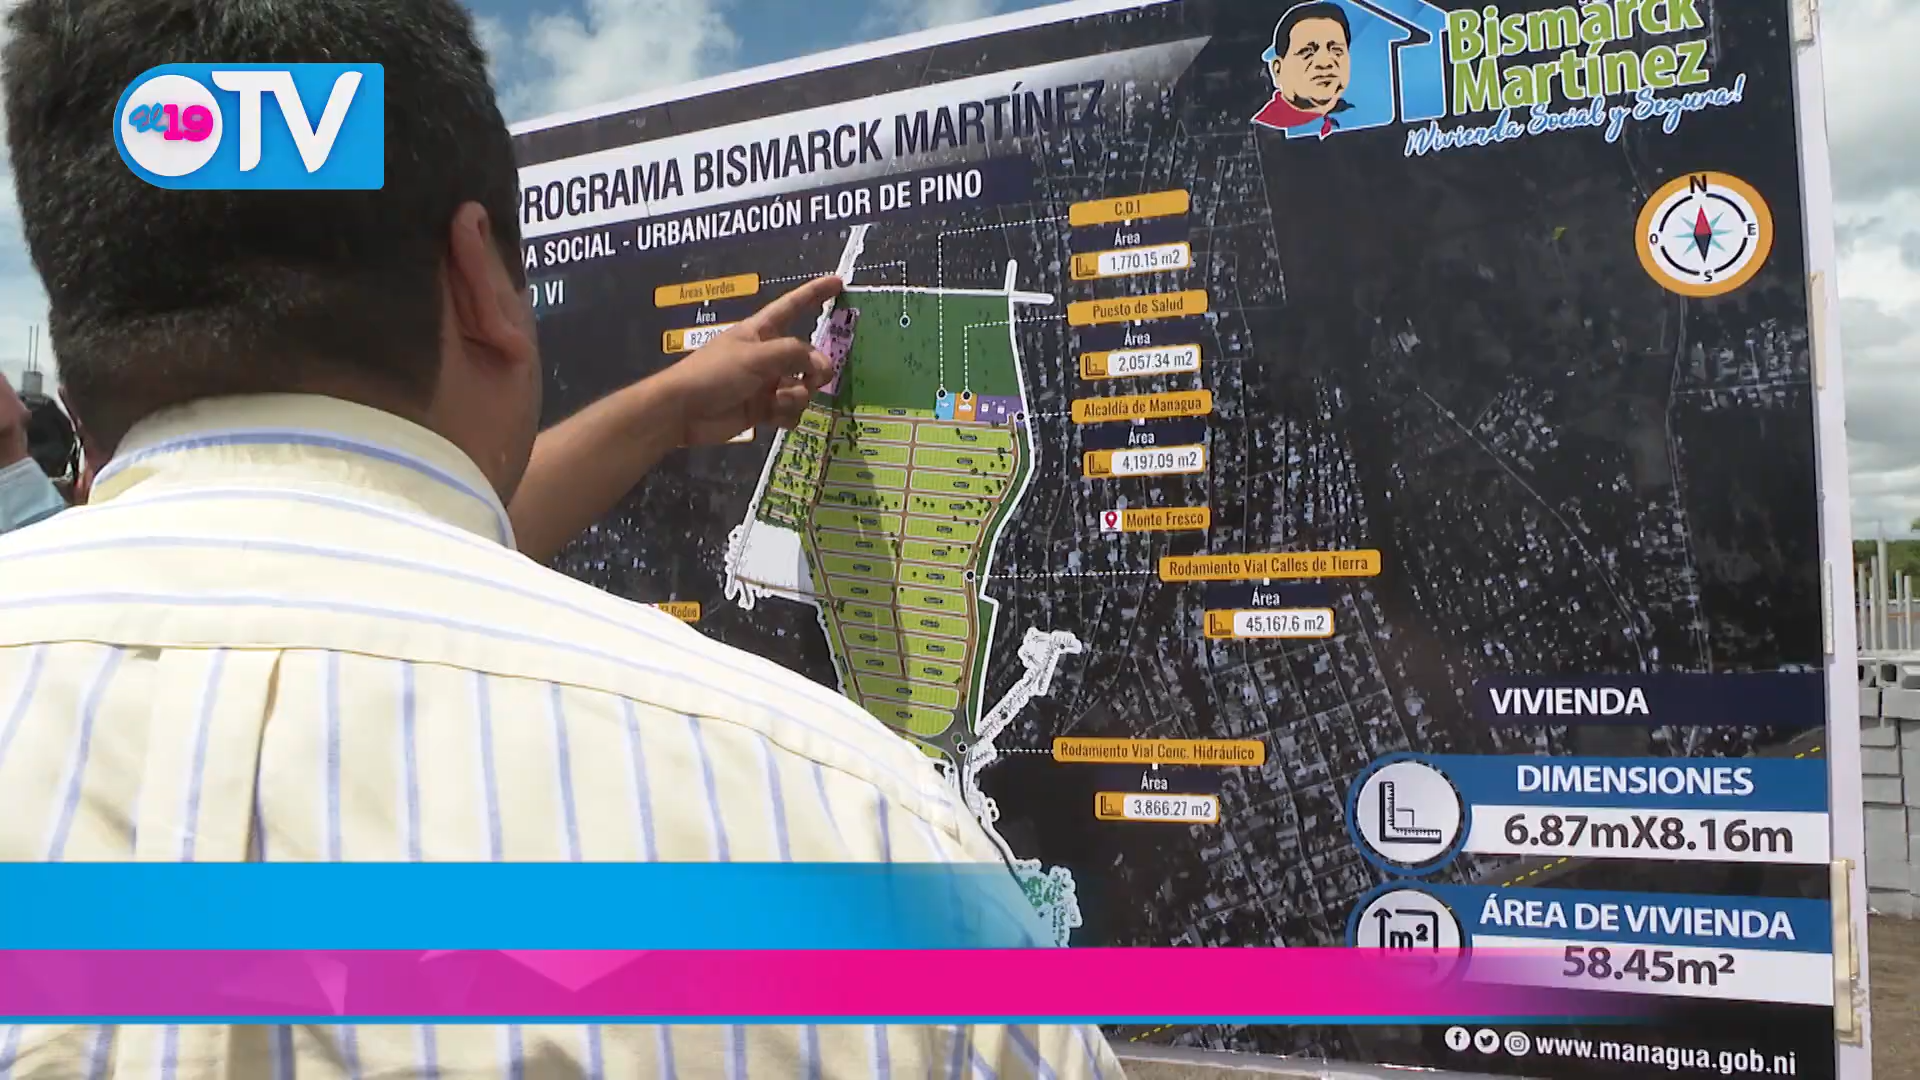 El 19 TV
Bismarck
Martínez
¡Vivienda Social y Segura!
PROGRAMA BISMARCK MARTÍNEZ
SOCIAL - URBANIZACIÓN FLOR DE PINO
VI
N
E
S
O
Áreas Verdes
Área
C.D.I
Área
1,770.15 m2
Puesto de Salud
Área
2,057.34 m2
Alcaldía de Managua
Área
4,197.09 m2
Monte Fresco
Rodamiento Vial Calles de Tierra
Área
45,167.6 m2
El Rodeo
Rodamiento Vial Conc. Hidráulico
Área
3,866.27 m2
VIVIENDA
DIMENSIONES
6.87mX8.16m
ÁREA DE VIVIENDA
m²
58.45m²
www.managua.gob.ni